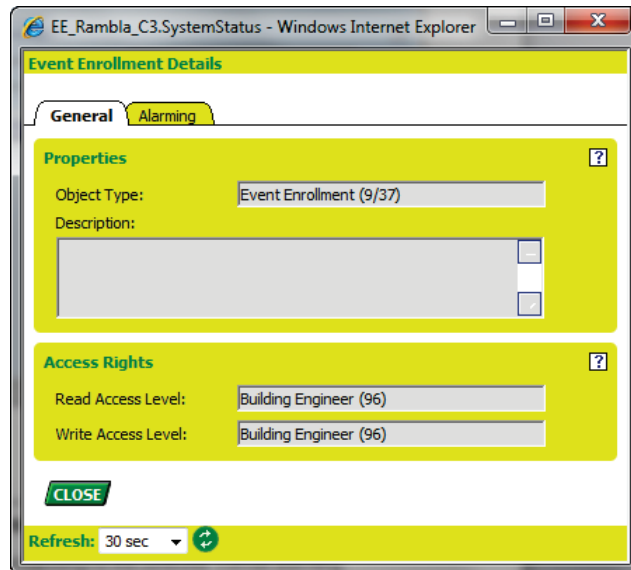 EE_Rambla_C3.SystemStatus - Windows Internet Explorer
Event Enrollment Details
General Alarming
Properties ?
Object Type: Event Enrollment (9/37)
Description:
Access Rights ?
Read Access Level: Building Engineer (96)
Write Access Level: Building Engineer (96)
CLOSE
Refresh: 30 sec